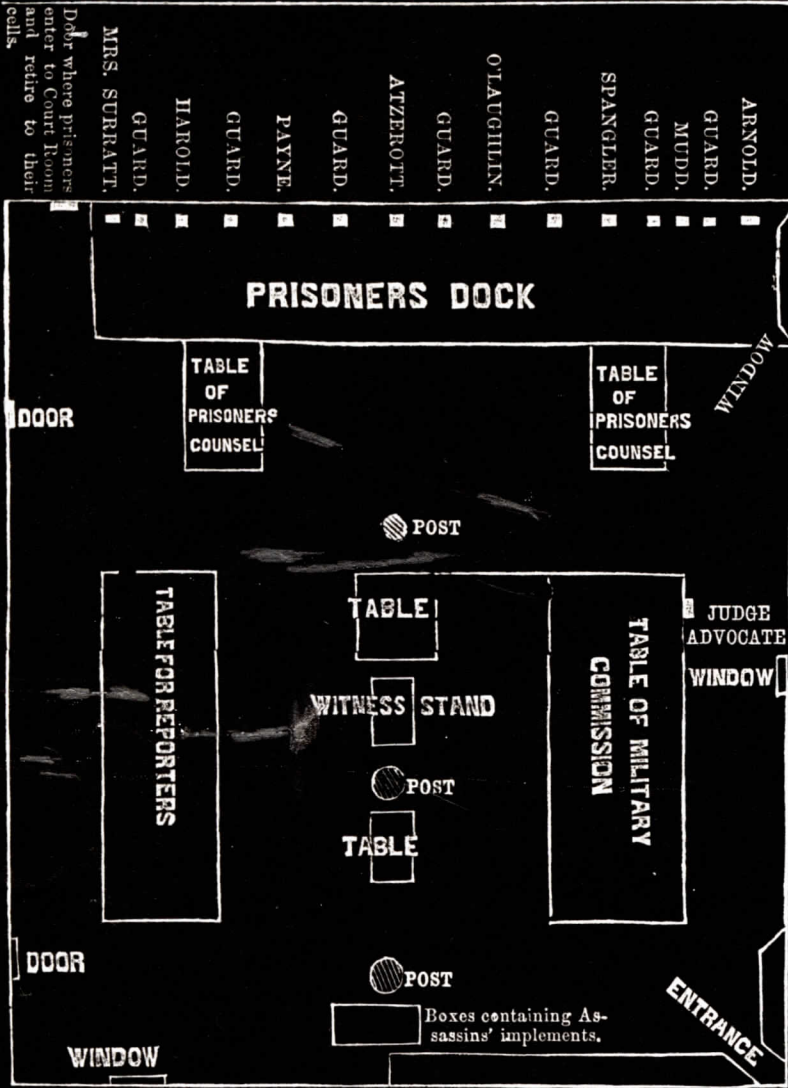 Door where prisoners
enter to Court Room
and retire to their
cells.
MRS. SURRATT.
GUARD.
HAROLD.
GUARD.
PAYNE.
GUARD.
ATZEROTT.
GUARD.
O'LAUGHLIN.
GUARD.
SPANGLER.
GUARD.
MUDD.
GUARD.
ARNOLD.
PRISONERS DOCK
WINDOW
TABLE
OF
PRISONERS
COUNSEL
TABLE
OF
PRISONERS
COUNSEL
DOOR
POST
TABLE FOR REPORTERS
TABLE
WITNESS STAND
POST
TABLE
TABLE OF MILITARY
COMMISSION
JUDGE
ADVOCATE
WINDOW
DOOR
POST
Boxes containing As-
sassins' implements.
ENTRANCE
WINDOW